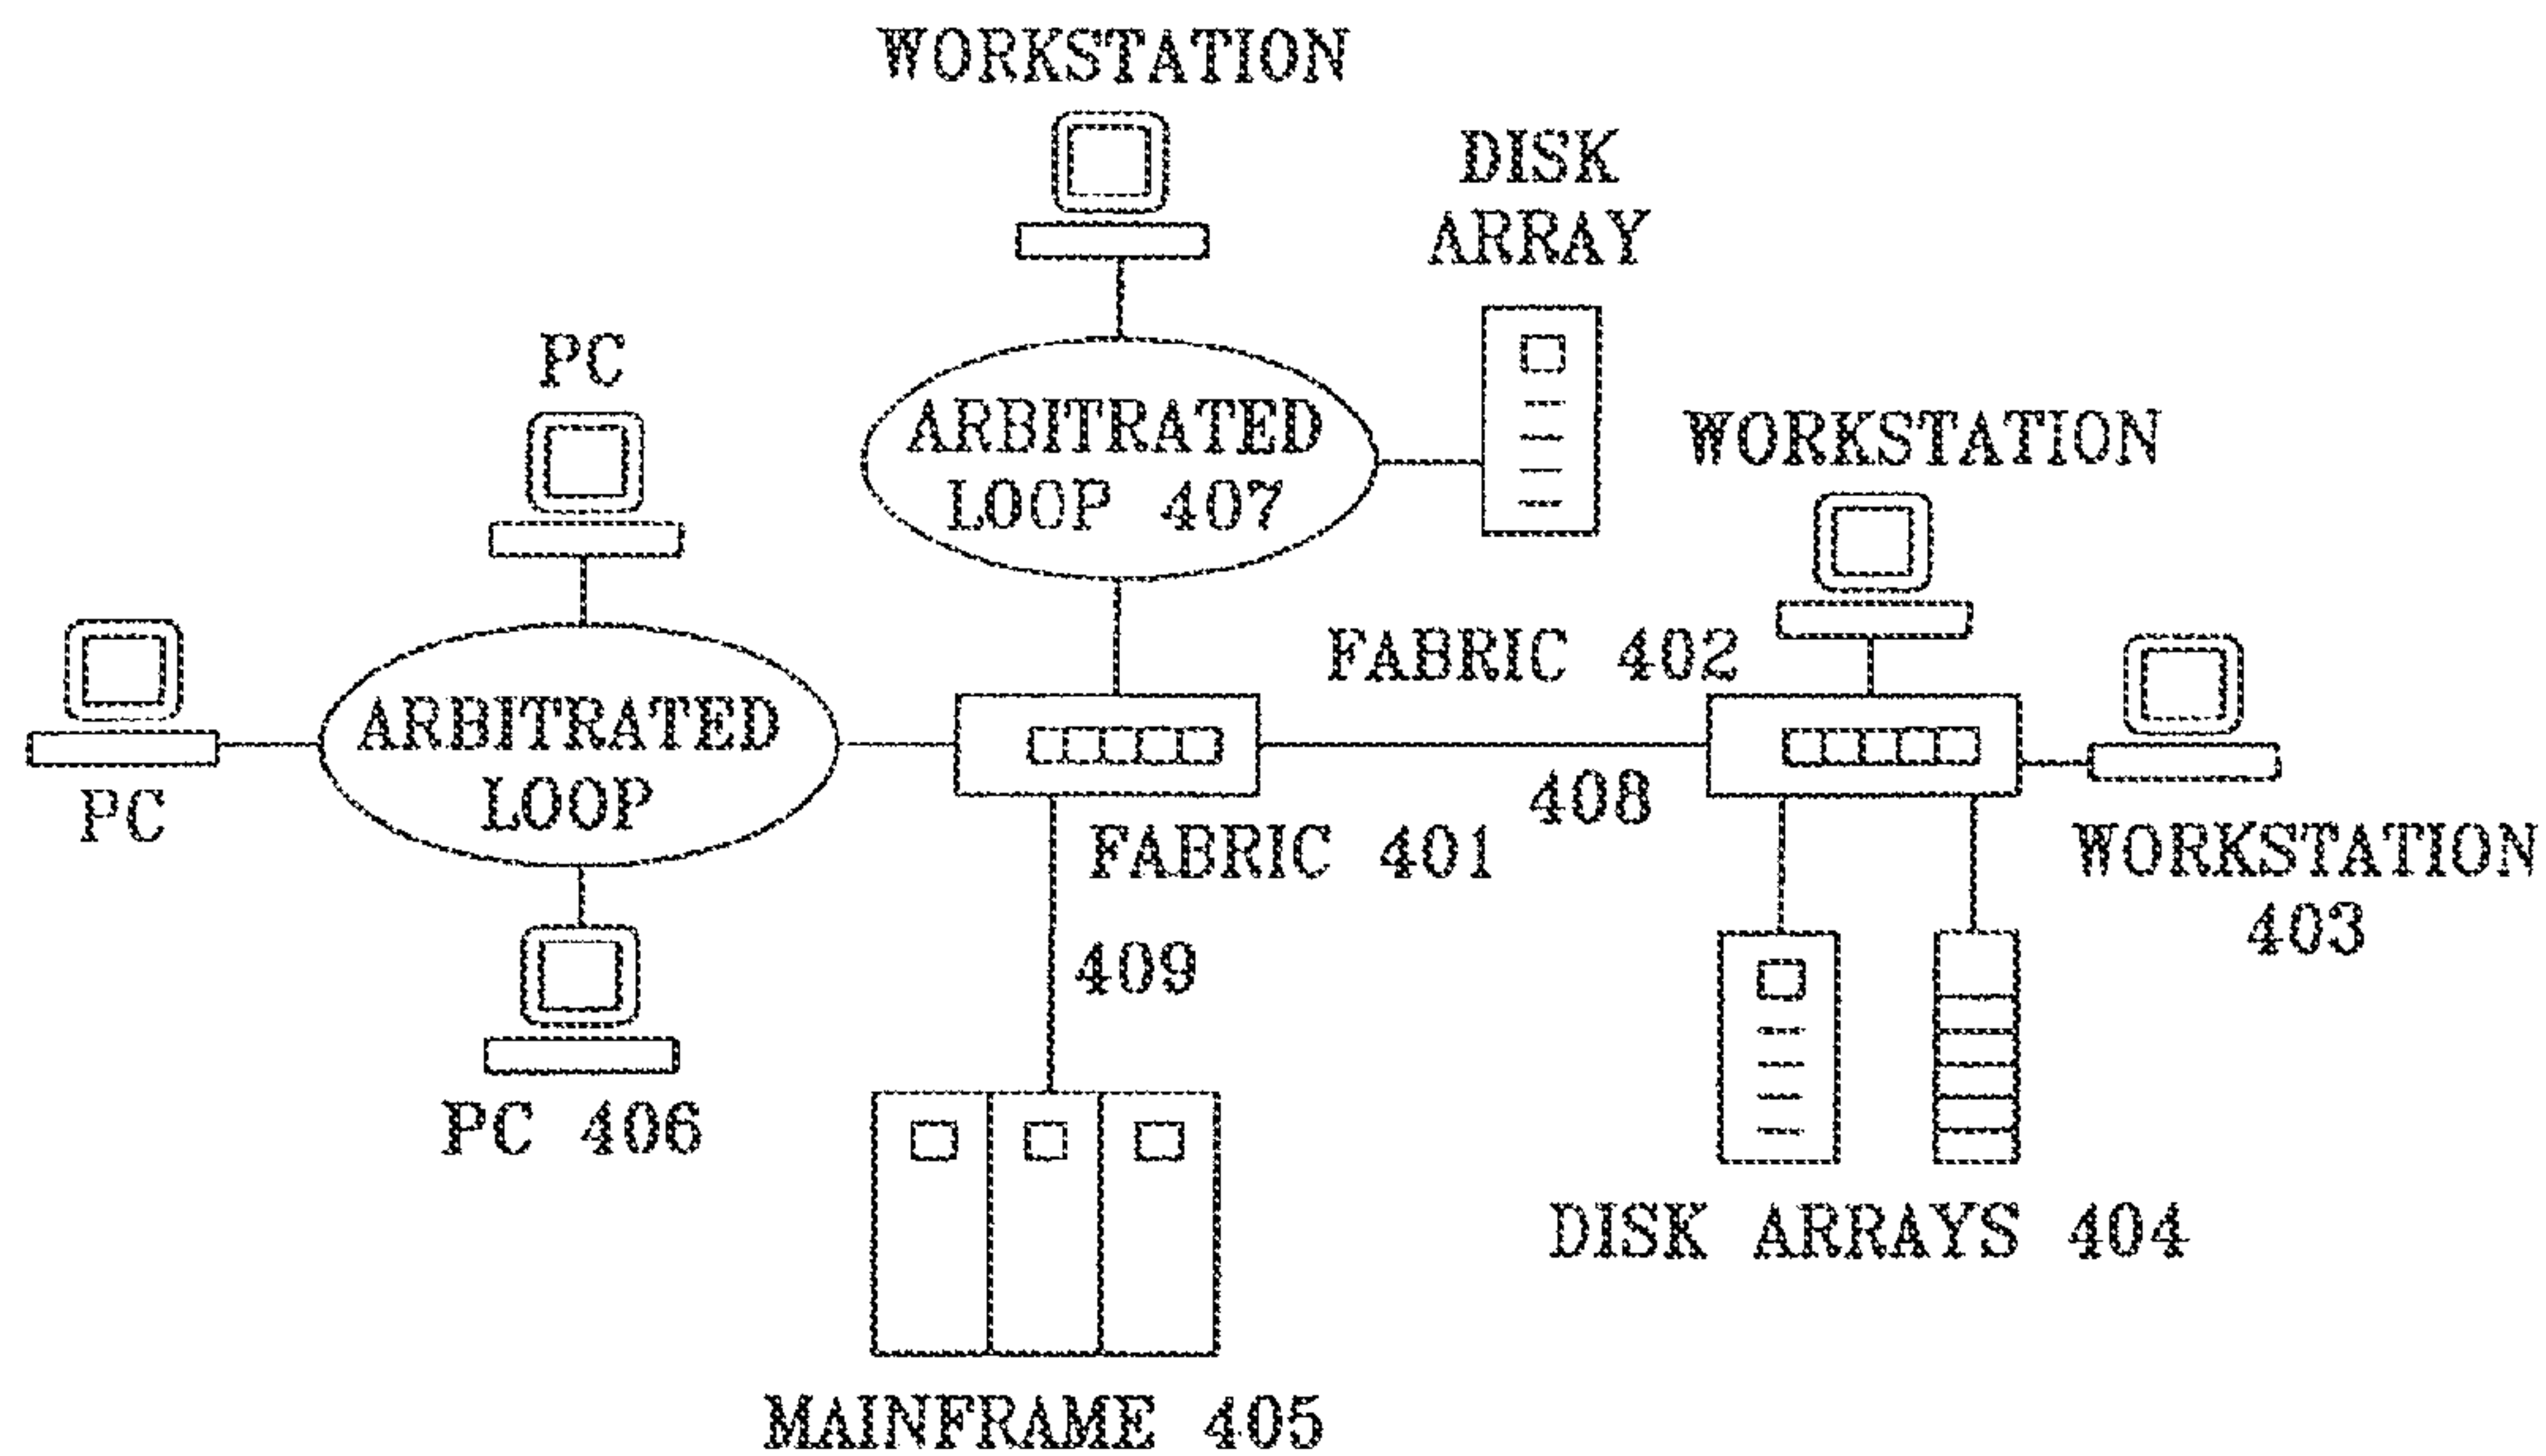 WORKSTATION
DISK
ARRAY
PC
ARBITRATED
LOOP 407
WORKSTATION
FABRIC 402
ARBITRATED
LOOP
PC
408
FABRIC 401
WORKSTATION
403
409
PC 406
DISK ARRAYS 404
MAINFRAME 405